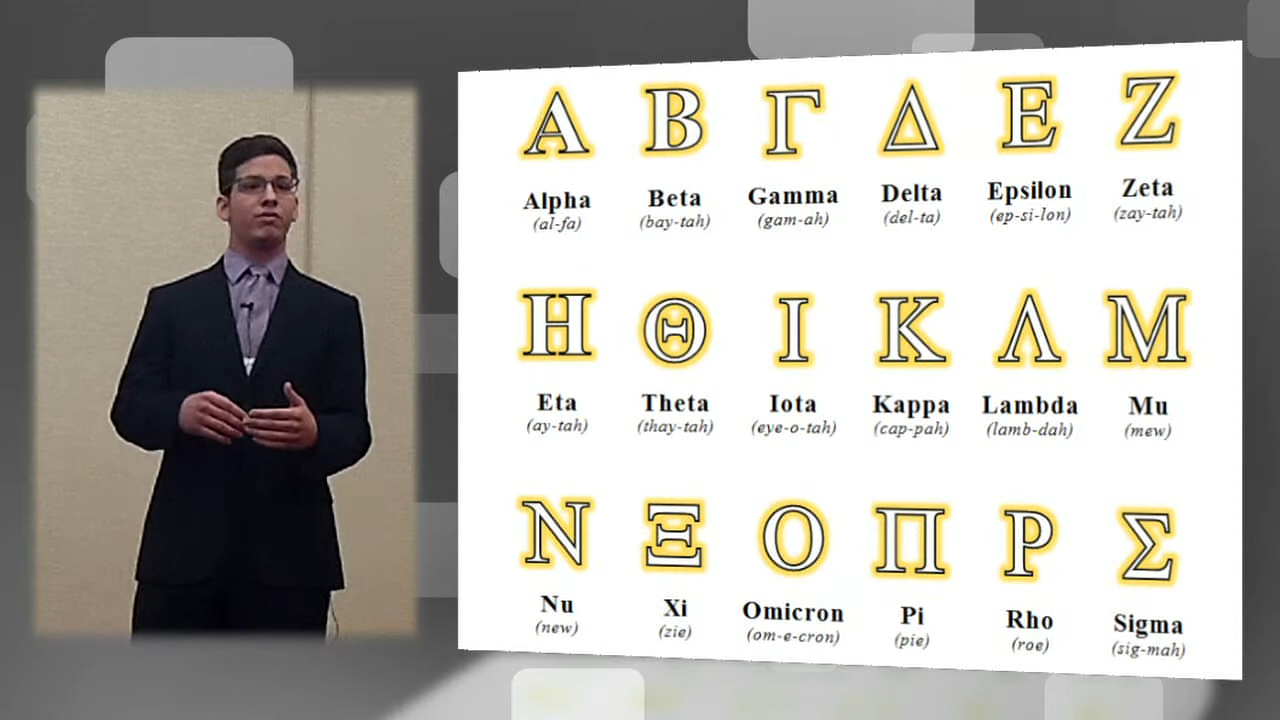 Α Β Γ Δ Ε Ζ
Alpha Beta Gamma Delta Epsilon Zeta
(al-fa) (bay-tah) (gam-ah) (del-ta) (ep-si-lon) (zay-tah)
Η Θ Ι Κ Λ Μ
Eta Theta Iota Kappa Lambda Mu
(ay-tah) (thay-tah) (eye-o-tah) (cap-pah) (lamb-dah) (mew)
Ν Ξ Ο Π Ρ Σ
Nu Xi Omicron Pi Rho Sigma
(new) (zie) (om-e-cron) (pie) (roe) (sig-mah)